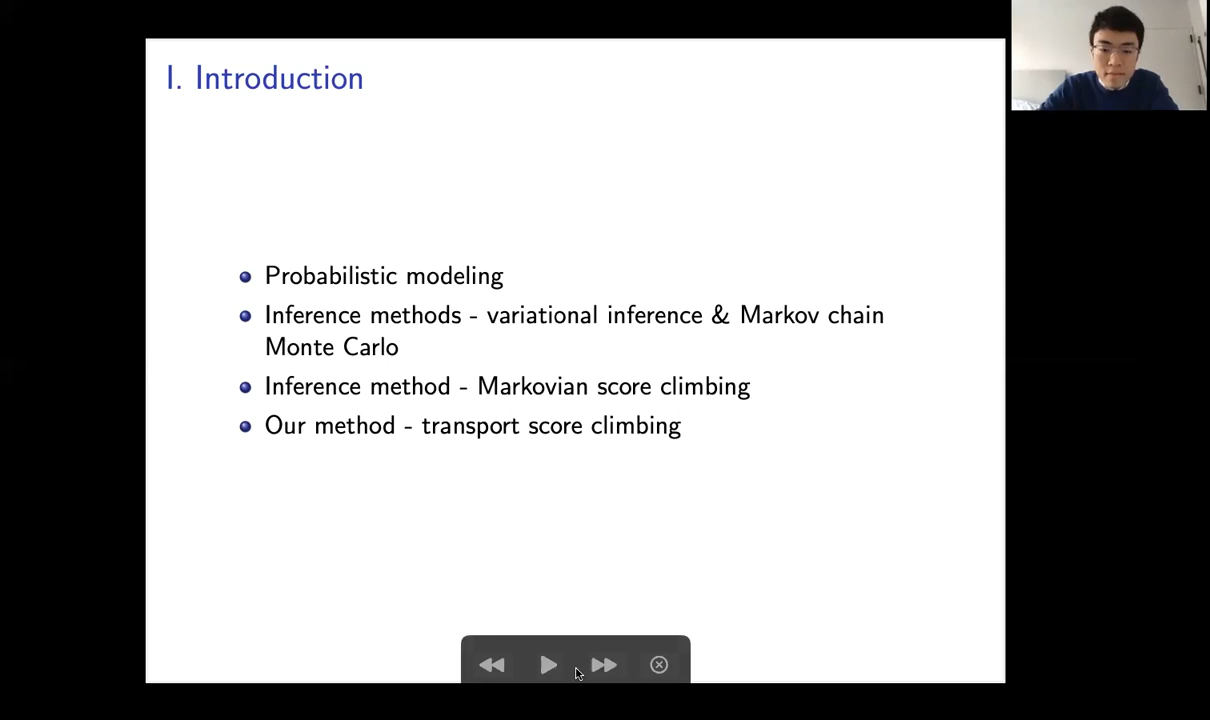 I. Introduction
Probabilistic modeling
Inference methods - variational inference & Markov chain
Monte Carlo
Inference method - Markovian score climbing
Our method - transport score climbing